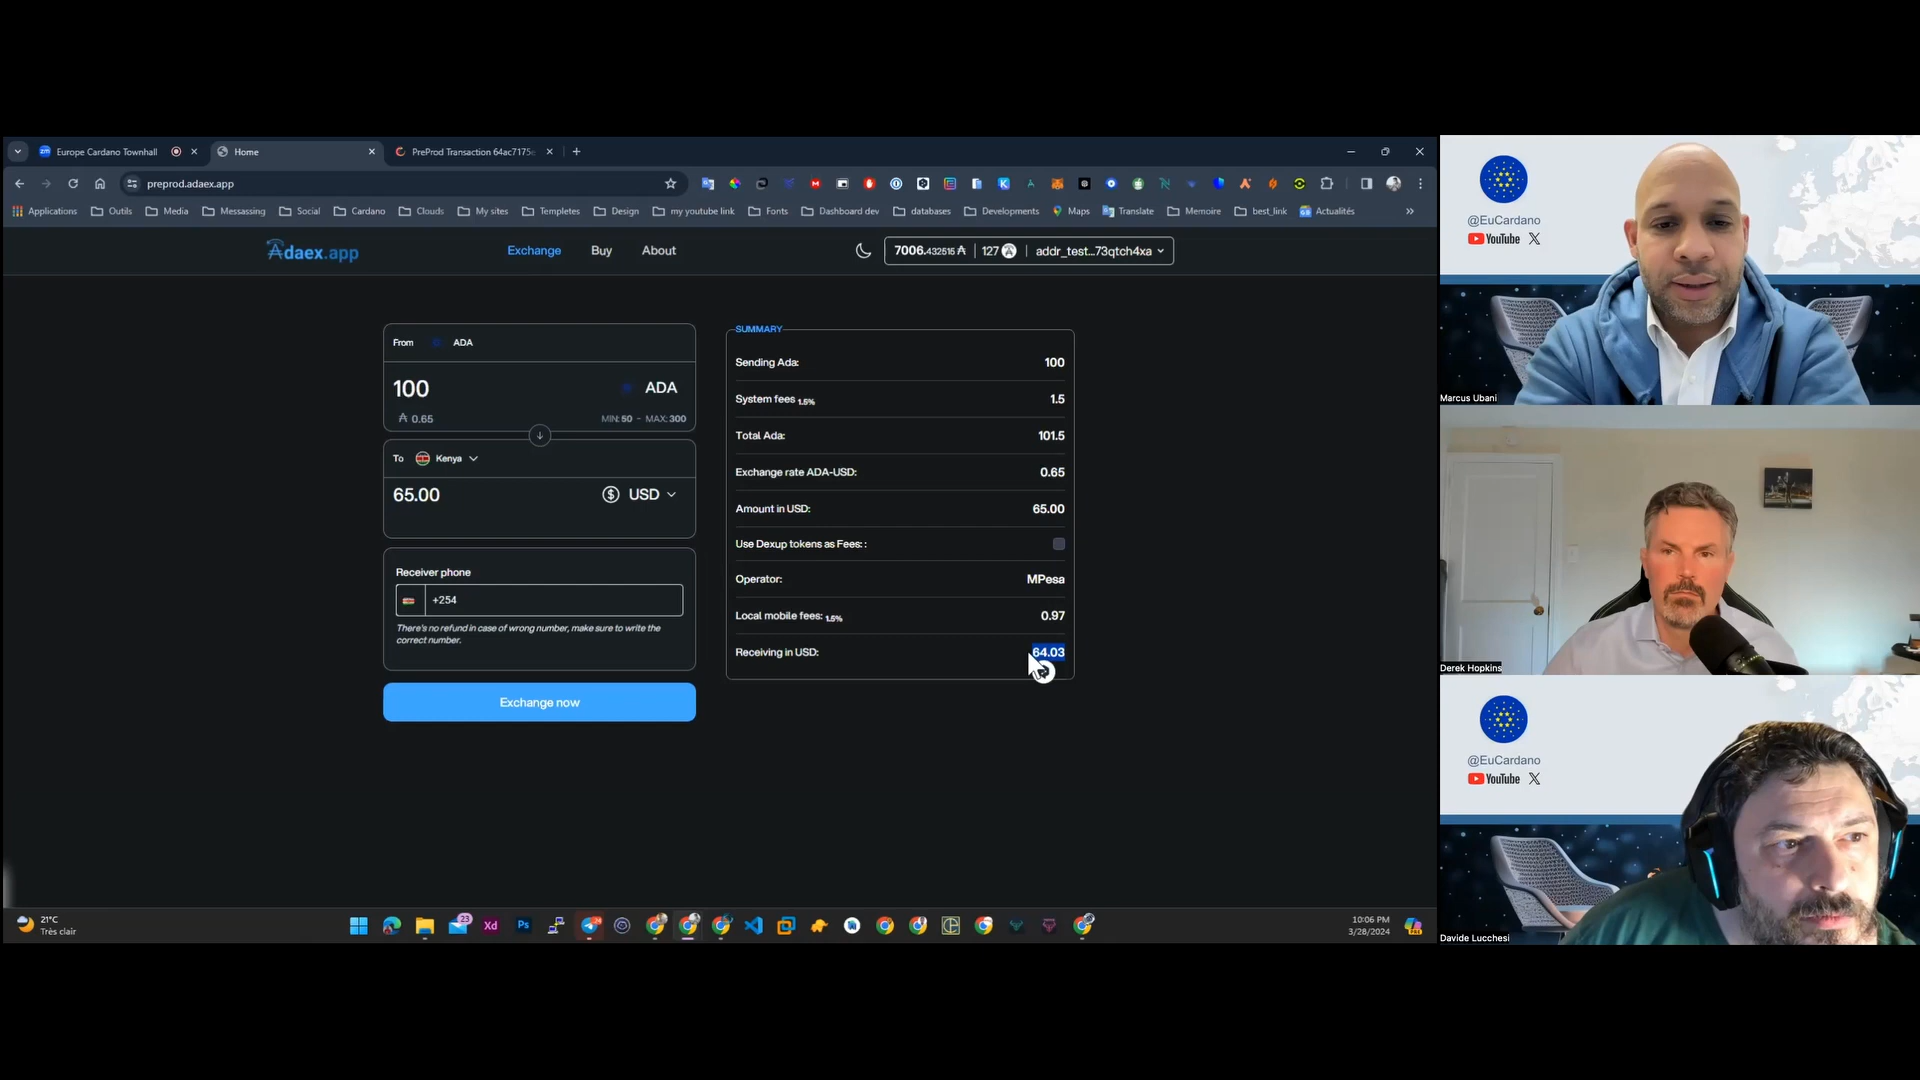 Europe Cardano Townhall
Home
PreProd Transaction 64ac7175
preprod.adaex.app
Applications
Outils
Media
Messassing
Social
Cardano
Clouds
My sites
Templetes
Design
my youtube link
Fonts
Dashboard dev
databases
Developments
Maps
Translate
Memoire
best_link
Actualités
Adaex.app
Exchange
Buy
About
7006.432515 ₳
127
addr_test...73qtch4xa
From
ADA
100
ADA
₳ 0.65
MIN: 50 - MAX: 300
To
Kenya
65.00
USD
Receiver phone
+254
There's no refund in case of wrong number, make sure to write the
correct number.
Exchange now
SUMMARY
Sending Ada:
100
System fees 1.5%
1.5
Total Ada:
101.5
Exchange rate ADA-USD:
0.65
Amount in USD:
65.00
Use Dexup tokens as Fees: :
Operator:
MPesa
Local mobile fees: 1.5%
0.97
Receiving in USD:
64.03
21°C
Très clair
23
Xd
Ps
10:06 PM
3/28/2024
@EuCardano
YouTube X
Marcus Ubani
Derek Hopkins
@EuCardano
YouTube X
Davide Lucchesi